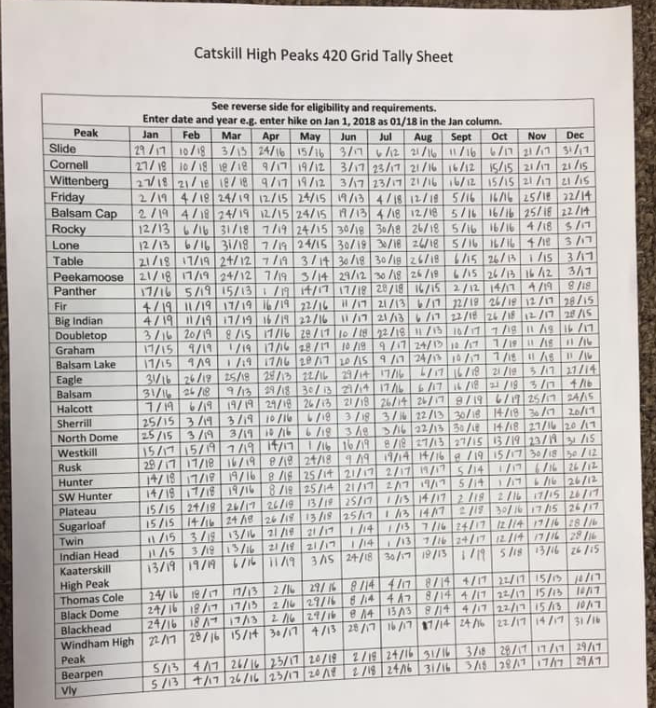 Catskill High Peaks 420 Grid Tally Sheet
See reverse side for eligibility and requirements.
Enter date and year e.g. enter hike on Jan 1, 2018 as 01/18 in the Jan column.
Peak Jan Feb Mar Apr May Jun Jul Aug Sept Oct Nov Dec
Slide 29/17 10/18 3/13 24/16 15/16 3/17 6/12 21/16 11/16 6/17 21/17 31/17
Cornell 27/18 10/18 18/18 9/17 19/12 3/17 23/17 21/16 16/12 15/15 21/17 21/15
Wittenberg 27/18 21/18 18/18 9/17 19/12 3/17 23/17 21/16 16/12 15/15 21/17 21/15
Friday 2/19 4/18 24/19 12/15 24/15 19/13 4/18 12/18 5/16 16/16 25/18 22/14
Balsam Cap 2/19 4/18 24/19 12/15 24/15 19/13 4/18 12/18 5/16 16/16 25/18 22/14
Rocky 12/13 6/16 31/18 7/19 24/15 30/18 30/18 26/18 5/16 16/16 4/18 3/17
Lone 12/13 6/16 31/18 7/19 24/15 30/18 30/18 26/18 5/16 16/16 4/18 3/17
Table 21/18 17/19 24/12 7/19 3/14 30/18 30/18 26/18 6/15 26/13 1/15 3/17
Peekamoose 21/18 17/19 24/12 7/19 3/14 29/12 30/18 26/18 6/15 26/13 16/12 3/17
Panther 17/16 5/19 15/13 1/19 14/17 17/18 28/18 16/15 2/12 14/17 4/19 8/18
Fir 4/19 11/19 17/19 16/19 22/16 11/17 21/13 6/17 22/18 26/18 12/17 28/15
Big Indian 4/19 11/19 17/19 16/19 22/16 11/17 21/13 6/17 22/18 26/18 12/17 28/15
Doubletop 3/16 20/19 8/15 17/16 28/17 10/18 22/18 11/13 10/17 7/18 11/18 16/17
Graham 17/15 9/19 1/19 17/16 28/17 10/18 9/17 24/13 10/17 7/18 11/18 11/16
Balsam Lake 17/15 9/19 1/19 17/16 28/17 20/15 9/17 24/13 10/17 7/18 11/18 11/16
Eagle 31/16 26/18 25/18 28/13 22/16 29/14 17/16 6/17 16/18 21/18 3/17 27/14
Balsam 31/16 26/18 9/13 29/18 30/13 29/14 17/16 6/17 16/18 21/18 3/17 4/16
Halcott 7/19 6/19 19/19 29/18 26/13 21/18 26/14 26/17 8/19 6/19 25/17 24/15
Sherrill 25/15 3/19 3/19 10/16 6/18 3/18 3/16 22/13 30/18 14/18 30/17 20/17
North Dome 25/15 3/19 3/19 10/16 6/18 3/18 3/16 22/13 30/18 14/18 27/16 20/17
Westkill 15/17 15/19 7/19 14/17 1/16 16/19 8/18 27/13 27/15 13/19 23/19 31/15
Rusk 28/17 17/18 16/19 8/18 24/18 9/19 19/14 14/16 8/19 15/17 30/18 30/12
Hunter 14/18 17/18 19/16 8/18 25/14 21/17 2/17 19/17 5/14 1/17 6/16 26/12
SW Hunter 14/18 17/18 19/16 8/18 25/14 21/17 2/17 19/17 5/14 1/17 6/16 26/12
Plateau 15/15 24/18 26/17 26/19 13/18 25/17 1/13 14/17 2/18 2/16 17/15 26/17
Sugarloaf 15/15 14/16 24/18 26/18 13/18 25/17 1/13 14/17 2/18 30/16 17/15 26/17
Twin 11/15 3/18 13/16 21/18 21/17 1/14 1/13 7/16 24/17 12/14 17/16 28/16
Indian Head 11/15 3/18 13/16 21/18 21/17 1/14 1/13 7/16 24/17 12/14 17/16 28/16
Kaaterskill High Peak 13/19 19/19 6/16 11/19 3/15 24/18 30/17 18/13 1/19 5/18 13/16 26/15
Thomas Cole 24/16 18/17 17/13 2/16 29/16 8/14 4/17 8/14 4/17 22/17 15/13 10/17
Black Dome 24/16 18/17 17/13 2/16 29/16 8/14 4/17 8/14 4/17 22/17 15/13 10/17
Blackhead 24/16 18/17 17/13 2/16 29/16 8/14 13/13 8/14 4/17 22/17 15/13 10/17
Windham High Peak 22/17 28/16 15/14 30/17 4/13 28/17 16/17 17/14 24/16 22/17 14/17 31/16
Bearpen 5/13 4/17 26/16 23/17 20/18 2/18 24/16 31/16 3/18 28/17 17/17 29/17
Vly 5/13 4/17 26/16 23/17 20/18 2/18 24/16 31/16 3/18 28/17 17/17 29/17